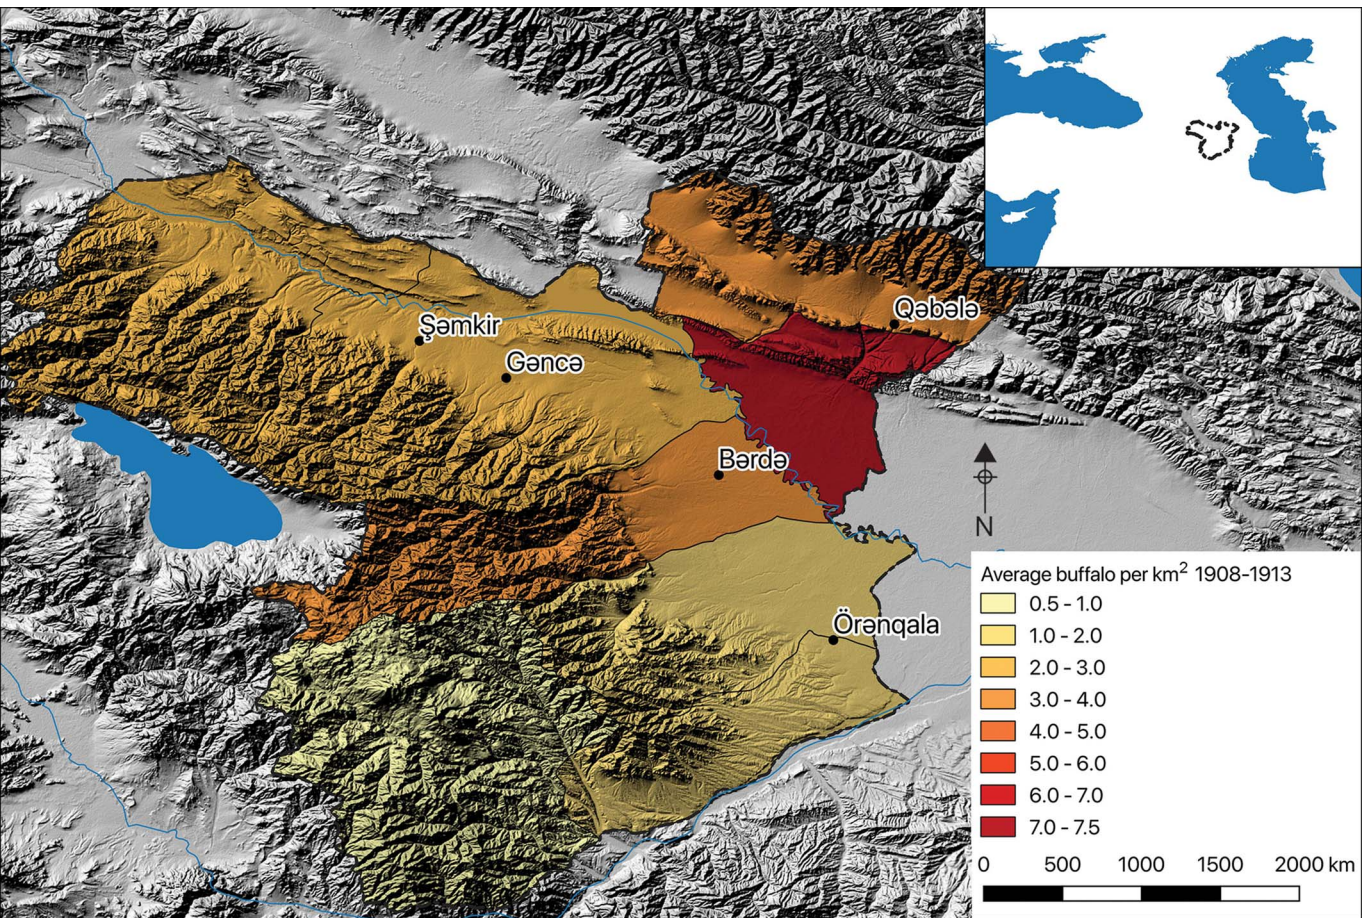 Qəbələ
Şəmkir
Gəncə
Bərdə
N
Örənqala
Average buffalo per km² 1908-1913
0.5 - 1.0
1.0 - 2.0
2.0 - 3.0
3.0 - 4.0
4.0 - 5.0
5.0 - 6.0
6.0 - 7.0
7.0 - 7.5
0 500 1000 1500 2000 km